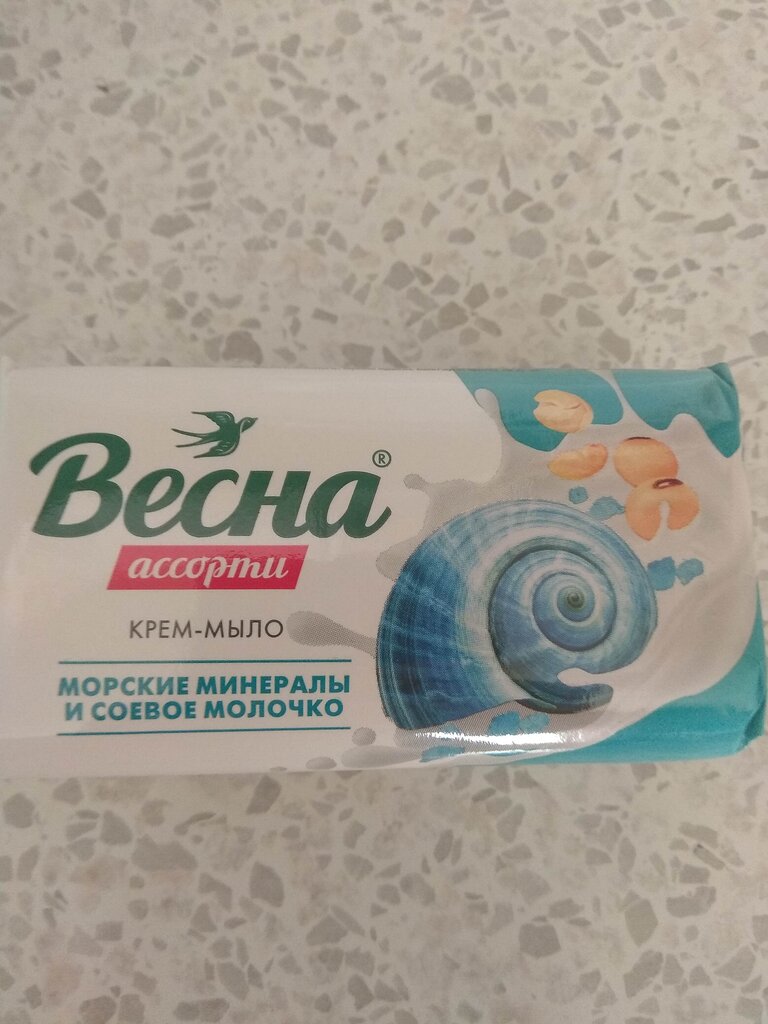 Весна®
ассорти
КРЕМ-МЫЛО
МОРСКИЕ МИНЕРАЛЫ
И СОЕВОЕ МОЛОЧКО